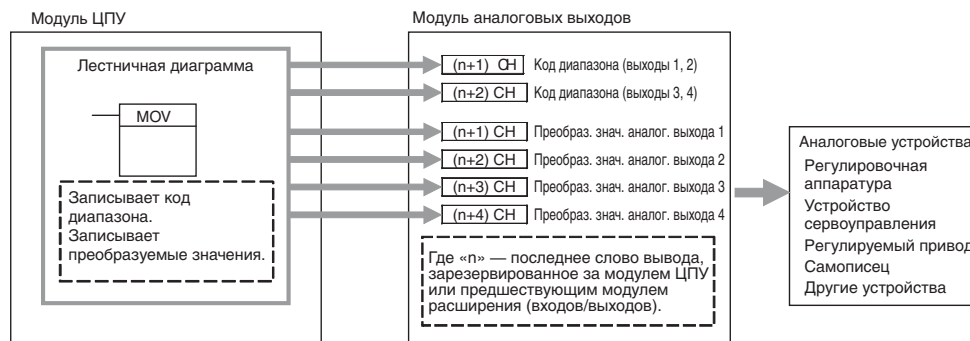 Модуль ЦПУ
Лестничная диаграмма
MOV
Записывает код
диапазона.
Записывает
преобразуемые значения.
Модуль аналоговых выходов
(n+1) CH Код диапазона (выходы 1, 2)
(n+2) CH Код диапазона (выходы 3, 4)
(n+1) CH Преобраз. знач. аналог. выхода 1
(n+2) CH Преобраз. знач. аналог. выхода 2
(n+3) CH Преобраз. знач. аналог. выхода 3
(n+4) CH Преобраз. знач. аналог. выхода 4
Где «n» — последнее слово вывода,
зарезервированное за модулем ЦПУ
или предшествующим модулем
расширения (входов/выходов).
Аналоговые устройства
Регулировочная
аппаратура
Устройство
сервоуправления
Регулируемый привод
Самописец
Другие устройства